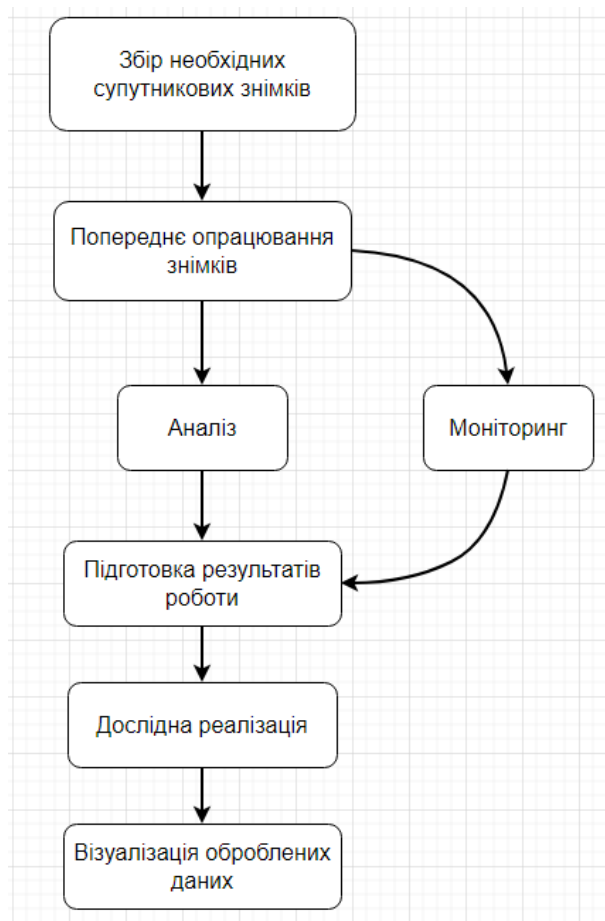 Збір необхідних
супутникових знімків
Попереднє опрацювання
знімків
Аналіз
Моніторинг
Підготовка результатів
роботи
Дослідна реалізація
Візуалізація оброблених
даних